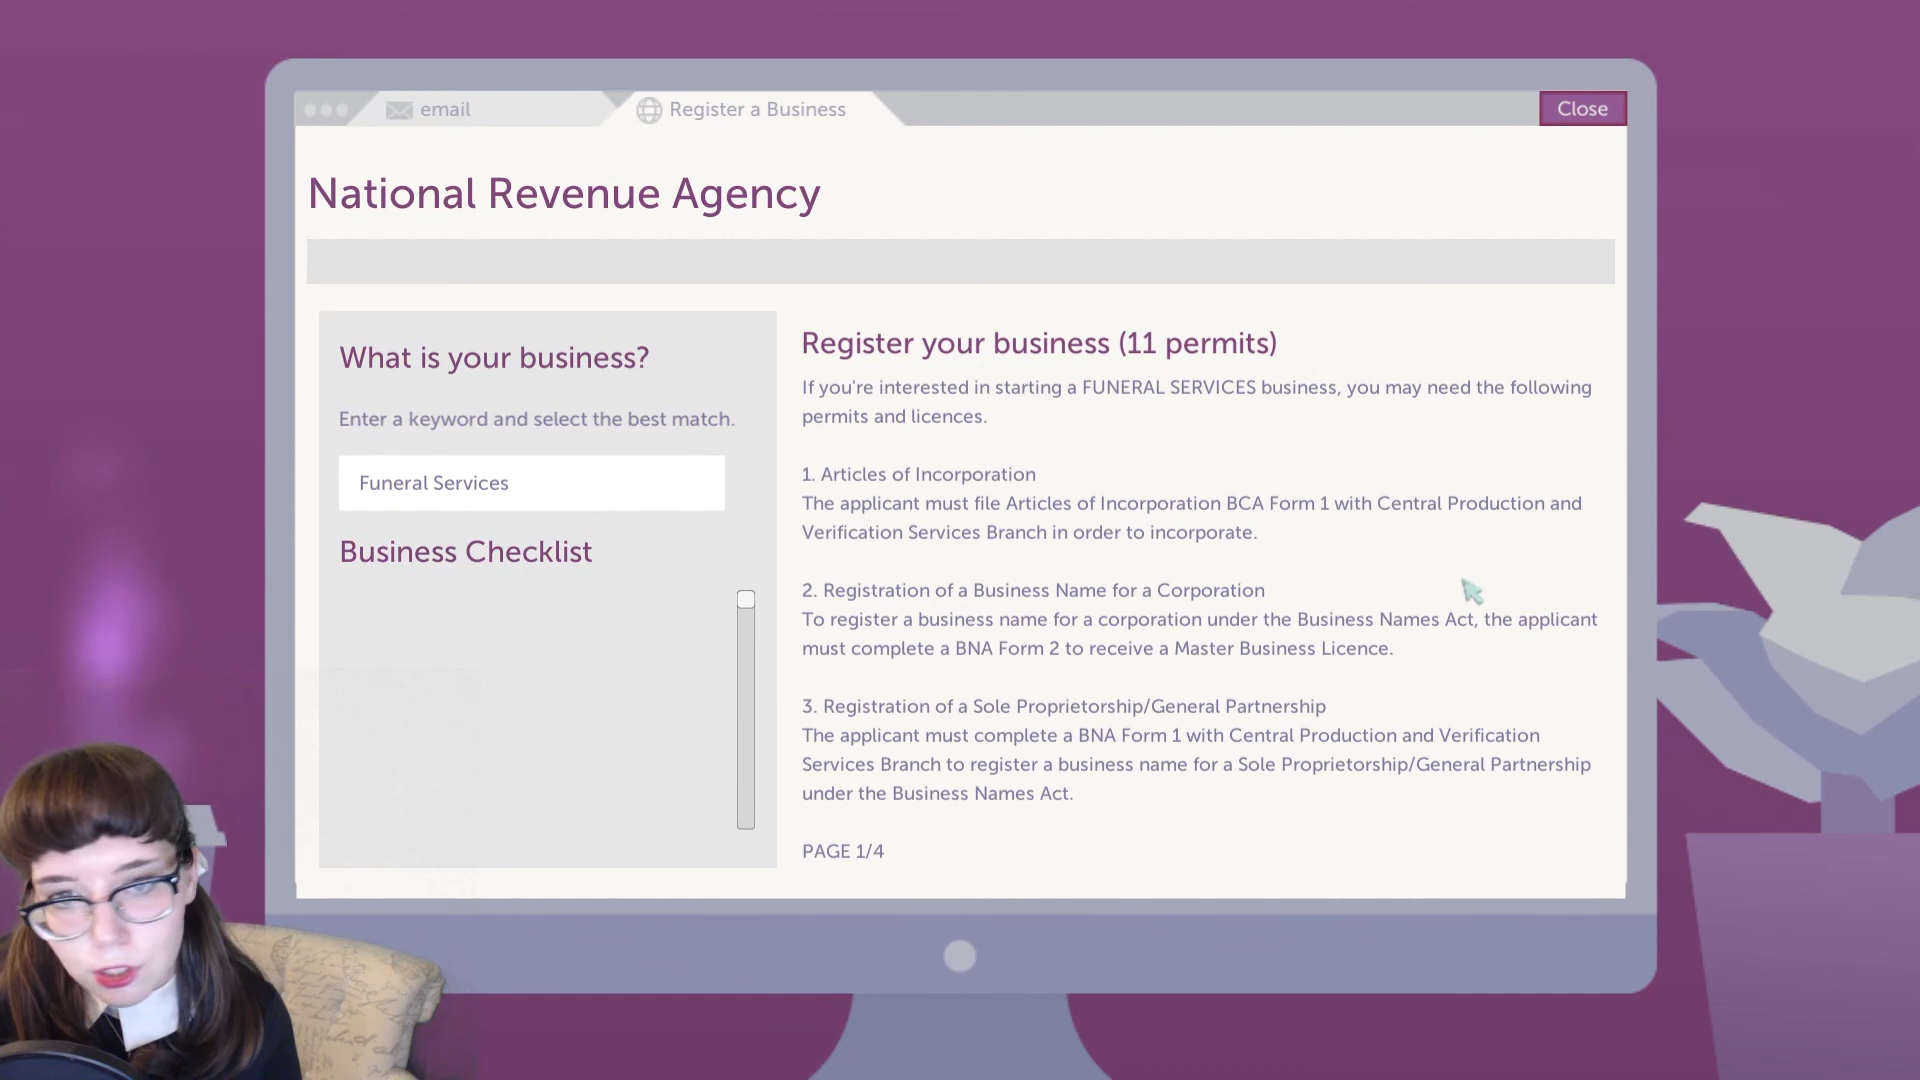 email
Register a Business
Close
National Revenue Agency
What is your business?
Enter a keyword and select the best match.
Funeral Services
Business Checklist
Register your business (11 permits)
If you're interested in starting a FUNERAL SERVICES business, you may need the following
permits and licences.
1. Articles of Incorporation
The applicant must file Articles of Incorporation BCA Form 1 with Central Production and
Verification Services Branch in order to incorporate.
2. Registration of a Business Name for a Corporation
To register a business name for a corporation under the Business Names Act, the applicant
must complete a BNA Form 2 to receive a Master Business Licence.
3. Registration of a Sole Proprietorship/General Partnership
The applicant must complete a BNA Form 1 with Central Production and Verification
Services Branch to register a business name for a Sole Proprietorship/General Partnership
under the Business Names Act.
PAGE 1/4